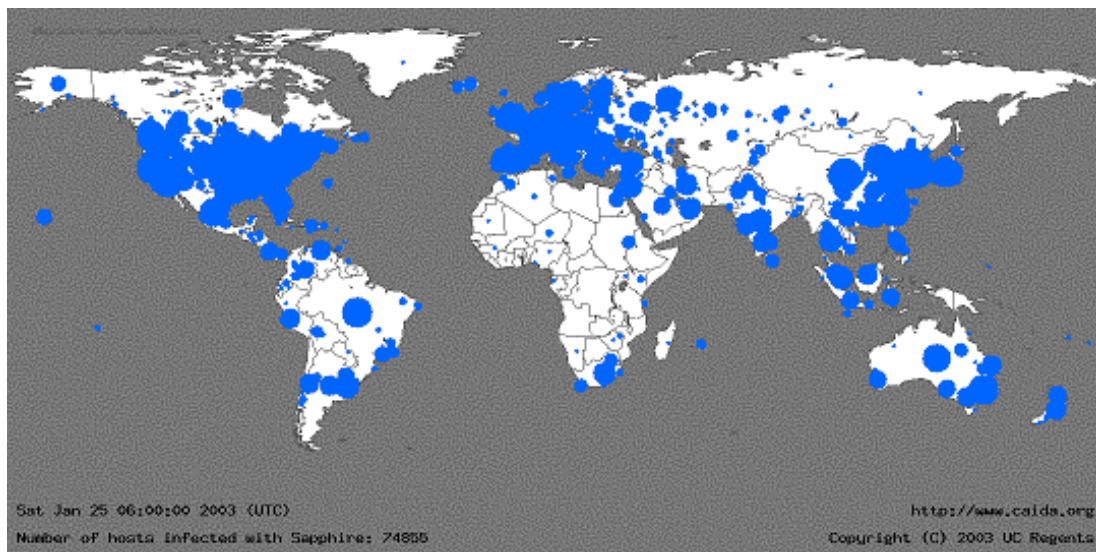 Sat Jan 25 06:00:00 2003 (UTC)
http://www.caida.org
Number of hosts infected with Sapphire: 74855
Copyright (C) 2003 UC Regents